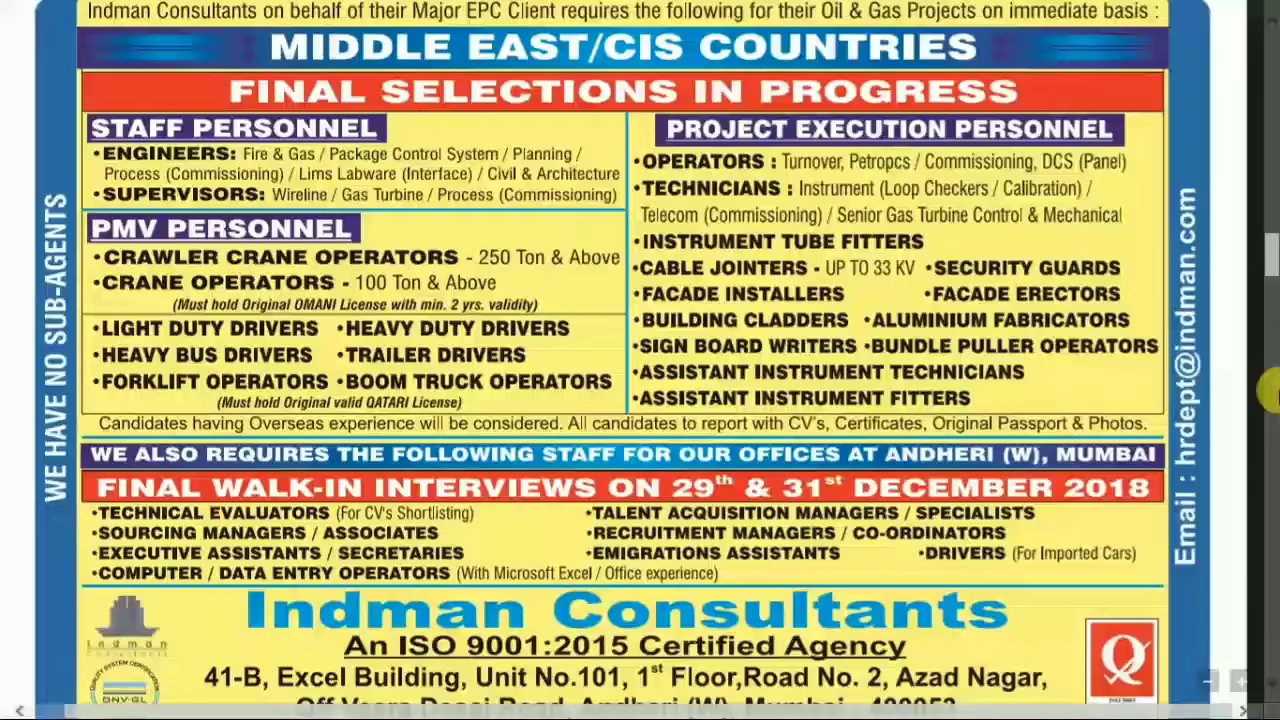 Indman Consultants on behalf of their Major EPC Client requires the following for their Oil & Gas Projects on immediate basis :
MIDDLE EAST/CIS COUNTRIES
FINAL SELECTIONS IN PROGRESS
STAFF PERSONNEL
•ENGINEERS: Fire & Gas / Package Control System / Planning /
Process (Commissioning) / Lims Labware (Interface) / Civil & Architecture
•SUPERVISORS: Wireline / Gas Turbine / Process (Commissioning)
PMV PERSONNEL
•CRAWLER CRANE OPERATORS - 250 Ton & Above
•CRANE OPERATORS - 100 Ton & Above
(Must hold Original OMANI License with min. 2 yrs. validity)
•LIGHT DUTY DRIVERS •HEAVY DUTY DRIVERS
•HEAVY BUS DRIVERS •TRAILER DRIVERS
•FORKLIFT OPERATORS •BOOM TRUCK OPERATORS
(Must hold Original valid QATARI License)
PROJECT EXECUTION PERSONNEL
•OPERATORS : Turnover, Petropcs / Commissioning, DCS (Panel)
•TECHNICIANS : Instrument (Loop Checkers / Calibration) /
Telecom (Commissioning) / Senior Gas Turbine Control & Mechanical
•INSTRUMENT TUBE FITTERS
•CABLE JOINTERS - UP TO 33 KV •SECURITY GUARDS
•FACADE INSTALLERS •FACADE ERECTORS
•BUILDING CLADDERS •ALUMINIUM FABRICATORS
•SIGN BOARD WRITERS •BUNDLE PULLER OPERATORS
•ASSISTANT INSTRUMENT TECHNICIANS
•ASSISTANT INSTRUMENT FITTERS
Candidates having Overseas experience will be considered. All candidates to report with CV's, Certificates, Original Passport & Photos.
WE ALSO REQUIRES THE FOLLOWING STAFF FOR OUR OFFICES AT ANDHERI (W), MUMBAI
FINAL WALK-IN INTERVIEWS ON 29th & 31st DECEMBER 2018
•TECHNICAL EVALUATORS (For CV's Shortlisting) •TALENT ACQUISITION MANAGERS / SPECIALISTS
•SOURCING MANAGERS / ASSOCIATES •RECRUITMENT MANAGERS / CO-ORDINATORS
•EXECUTIVE ASSISTANTS / SECRETARIES •EMIGRATIONS ASSISTANTS •DRIVERS (For Imported Cars)
•COMPUTER / DATA ENTRY OPERATORS (With Microsoft Excel / Office experience)
Indman Consultants
An ISO 9001:2015 Certified Agency
41-B, Excel Building, Unit No.101, 1st Floor,Road No. 2, Azad Nagar,
Off Veera Desai Road, Andheri (W), Mumbai - 400053
WE HAVE NO SUB-AGENTS
Email : hrdept@indman.com
Indman
DNV-GL
Q